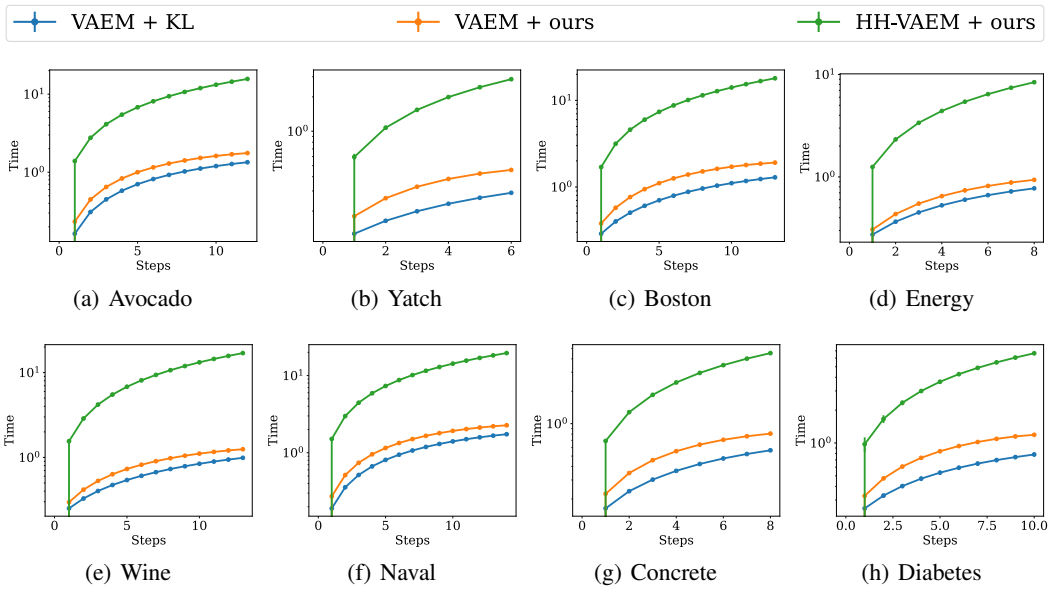 VAEM + KL VAEM + ours HH-VAEM + ours
10^1
10^0
Time
0 5 10
Steps
(a) Avocado
10^0
Time
0 2 4 6
Steps
(b) Yatch
10^1
10^0
Time
0 5 10
Steps
(c) Boston
10^1
10^0
Time
0 2 4 6 8
Steps
(d) Energy
10^1
10^0
Time
0 5 10
Steps
(e) Wine
10^1
10^0
Time
0 5 10
Steps
(f) Naval
10^0
Time
0 2 4 6 8
Steps
(g) Concrete
10^0
Time
0.0 2.5 5.0 7.5 10.0
Steps
(h) Diabetes